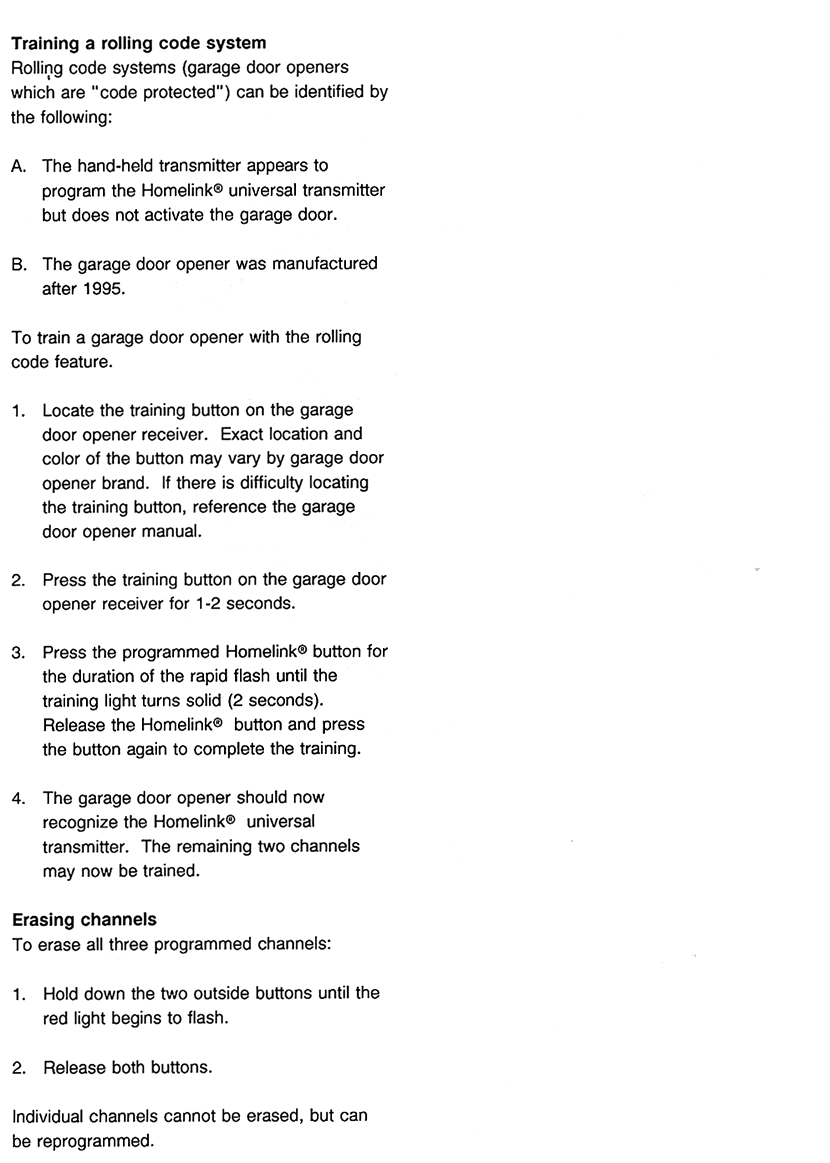 Training a rolling code system
Rolling code systems (garage door openers
which are "code protected") can be identified by
the following:
A. The hand-held transmitter appears to
program the Homelink® universal transmitter
but does not activate the garage door.
B. The garage door opener was manufactured
after 1995.
To train a garage door opener with the rolling
code feature.
1. Locate the training button on the garage
door opener receiver. Exact location and
color of the button may vary by garage door
opener brand. If there is difficulty locating
the training button, reference the garage
door opener manual.
2. Press the training button on the garage door
opener receiver for 1-2 seconds.
3. Press the programmed Homelink® button for
the duration of the rapid flash until the
training light turns solid (2 seconds).
Release the Homelink® button and press
the button again to complete the training.
4. The garage door opener should now
recognize the Homelink® universal
transmitter. The remaining two channels
may now be trained.
Erasing channels
To erase all three programmed channels:
1. Hold down the two outside buttons until the
red light begins to flash.
2. Release both buttons.
Individual channels cannot be erased, but can
be reprogrammed.